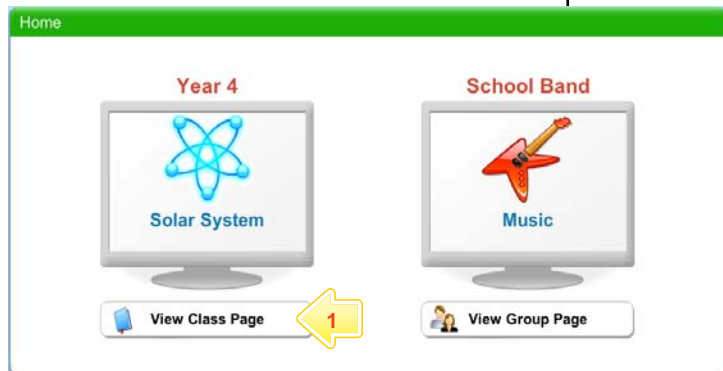 Home
Year 4
School Band
Solar System
Music
View Class Page
1
View Group Page